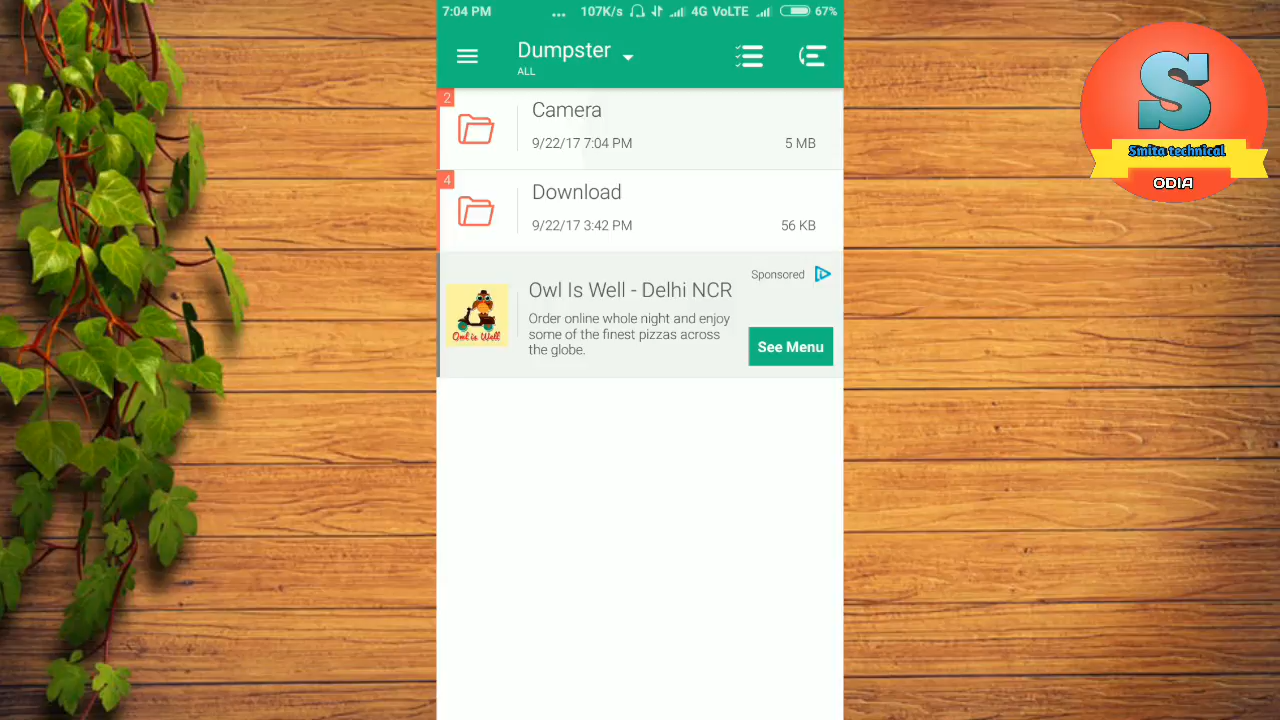 7:04 PM ... 107K/s 4G VoLTE 67%
Dumpster
ALL
2
Camera
9/22/17 7:04 PM 5 MB
4
Download
9/22/17 3:42 PM 56 KB
Sponsored
Owl Is Well - Delhi NCR
Order online whole night and enjoy
some of the finest pizzas across
the globe.
See Menu
Owl is Well
S
Smita technical
ODIA